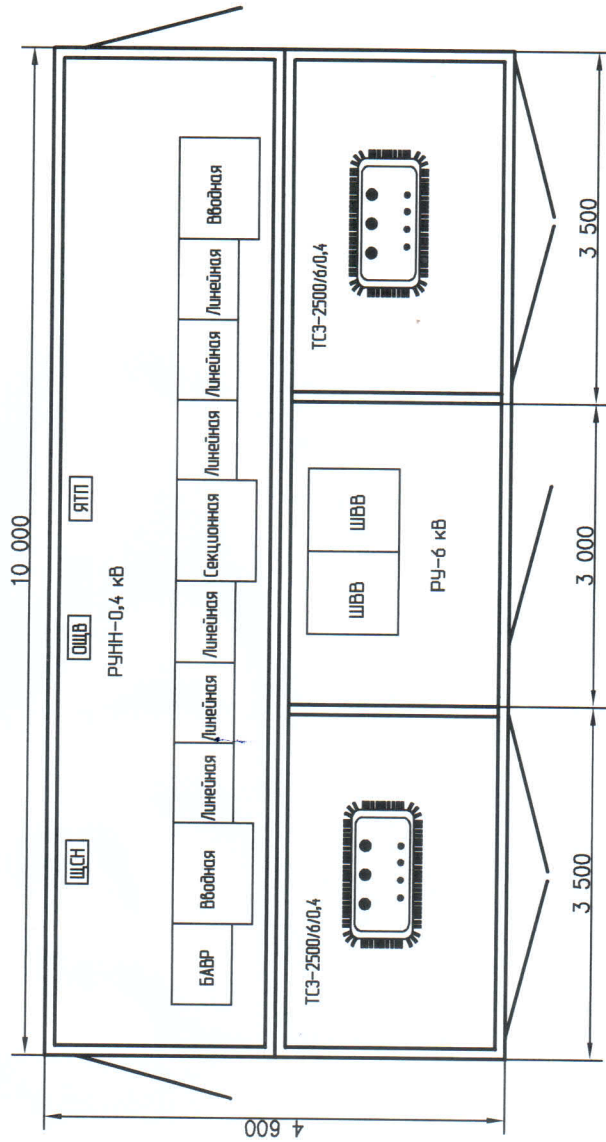 10 000
ЩСН
ОЩВ
ЯТП
РУНН-0,4 кВ
БАВР
Вводная
Линейная
Линейная
Линейная
Секционная
Линейная
Линейная
Линейная
Вводная
ТСЗ-2500/6/0,4
ШВВ
ШВВ
РУ-6 кВ
ТСЗ-2500/6/0,4
4 600
3 500
3 000
3 500